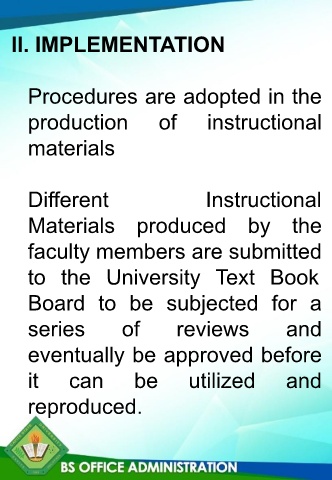 II. IMPLEMENTATION
Procedures are adopted in the
production of instructional
materials
Different Instructional
Materials produced by the
faculty members are submitted
to the University Text Book
Board to be subjected for a
series of reviews and
eventually be approved before
it can be utilized and
reproduced.
BS OFFICE ADMINISTRATION